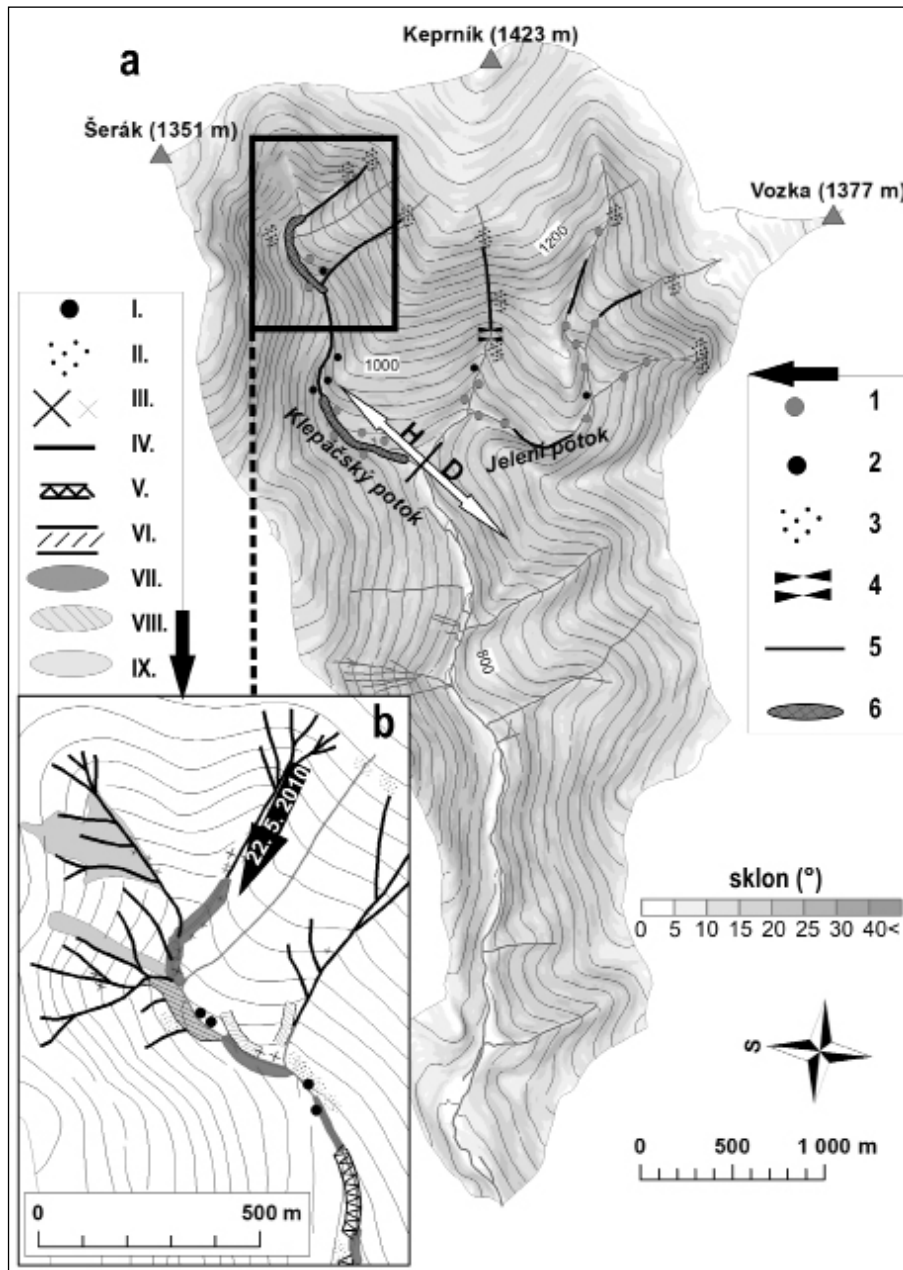 Keprník (1423 m)
a
Šerák (1351 m)
Vozka (1377 m)
1200
1000
I.
II.
III.
IV.
V.
VI.
VII.
VIII.
IX.
1
2
3
4
5
6
H
D
Klepáčský potok
Jelení potok
800
b
22. 5. 2010
sklon (°)
0 5 10 15 20 25 30 40<
S
0 500 1 000 m
0 500 m